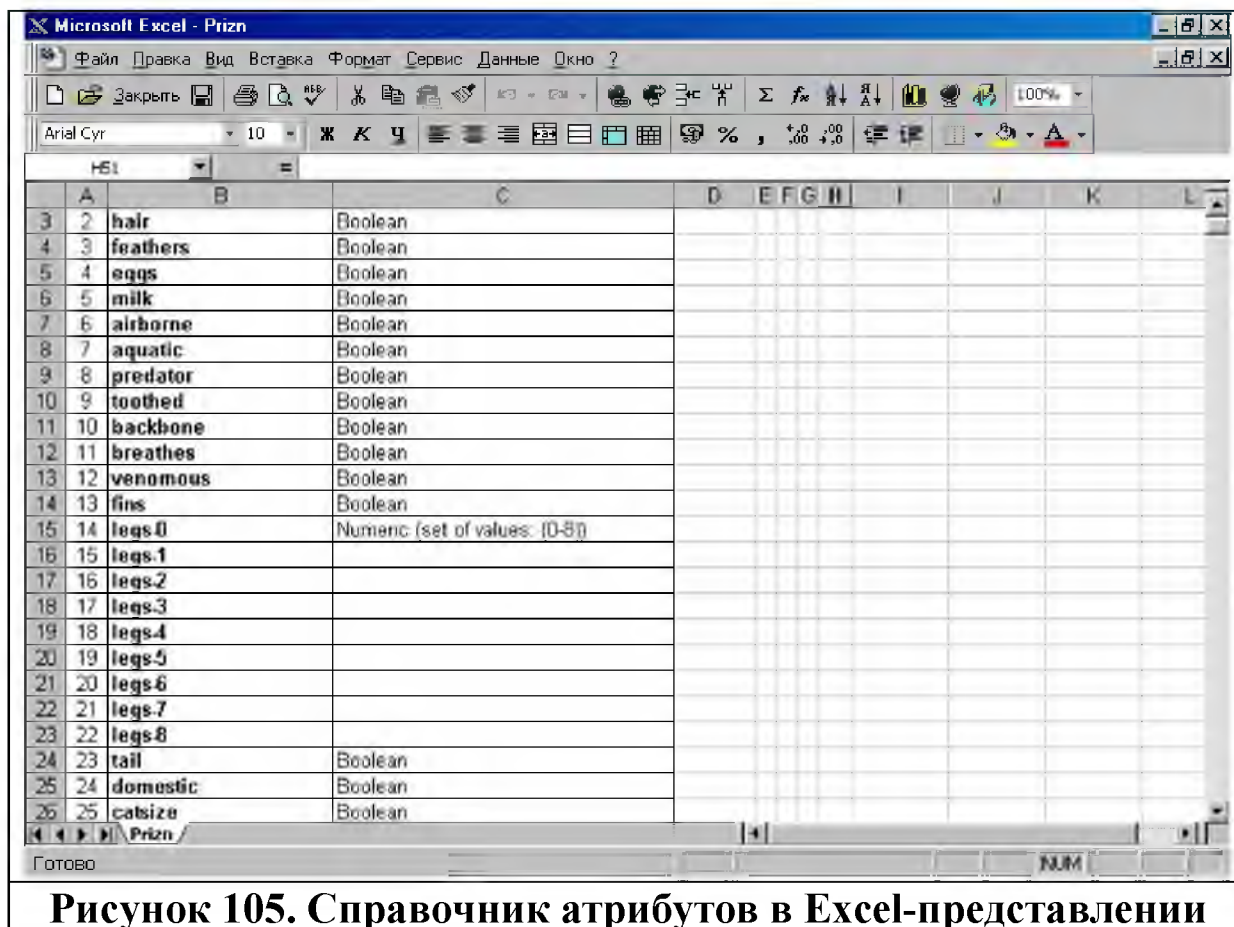 Microsoft Excel - Prizn
Файл Правка Вид Вставка Формат Сервис Данные Окно ?
Закрыть 100%
Arial Cyr 10 Ж К Ч
H51 =
A B C D E F G H I J K L
3 2 hair Boolean
4 3 feathers Boolean
5 4 eggs Boolean
6 5 milk Boolean
7 6 airborne Boolean
8 7 aquatic Boolean
9 8 predator Boolean
10 9 toothed Boolean
11 10 backbone Boolean
12 11 breathes Boolean
13 12 venomous Boolean
14 13 fins Boolean
15 14 legs-0 Numeric (set of values: {0-8})
16 15 legs-1
17 16 legs-2
18 17 legs-3
19 18 legs-4
20 19 legs-5
21 20 legs-6
22 21 legs-7
23 22 legs-8
24 23 tail Boolean
25 24 domestic Boolean
26 25 catsize Boolean
Prizn
Готово NUM
Рисунок 105. Справочник атрибутов в Excel-представлении